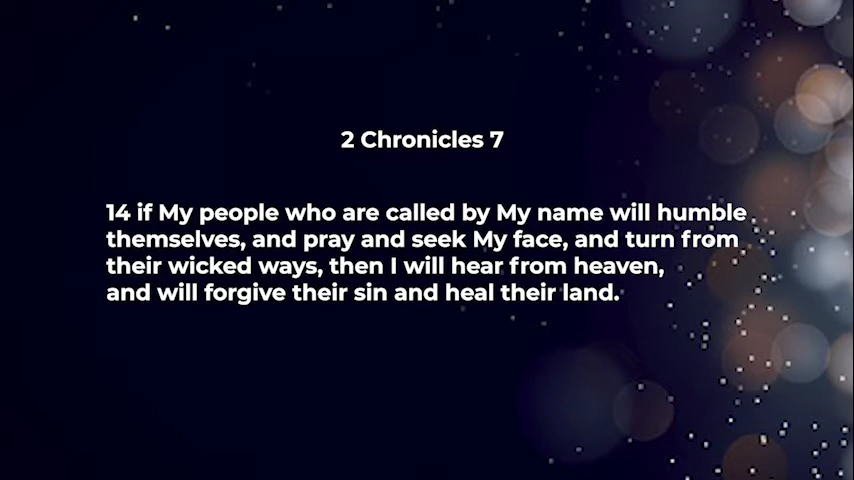 2 Chronicles 7
14 if My people who are called by My name will humble
themselves, and pray and seek My face, and turn from
their wicked ways, then I will hear from heaven,
and will forgive their sin and heal their land.